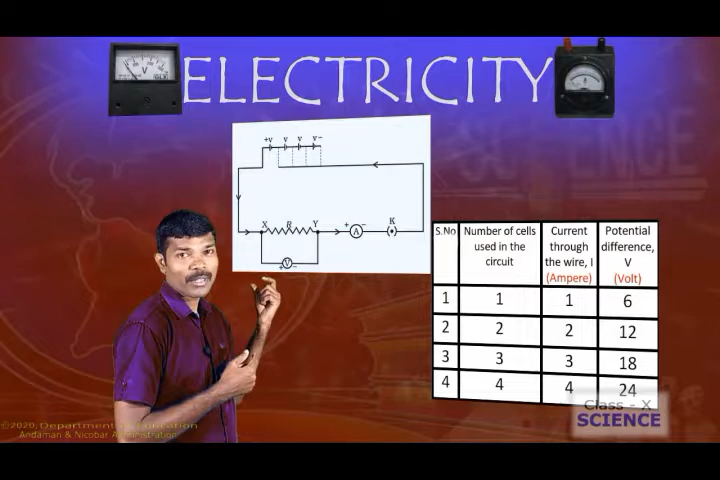 ELECTRICITY
V
+V V V V−
X R Y
+ A −
K
+ V −
S.No
Number of cells
used in the
circuit
Current
through
the wire, I
(Ampere)
Potential
difference,
V
(Volt)
1 1 1 6
2 2 2 12
3 3 3 18
4 4 4 24
Class - X
SCIENCE
©2020, Department of Education
Andaman & Nicobar Administration